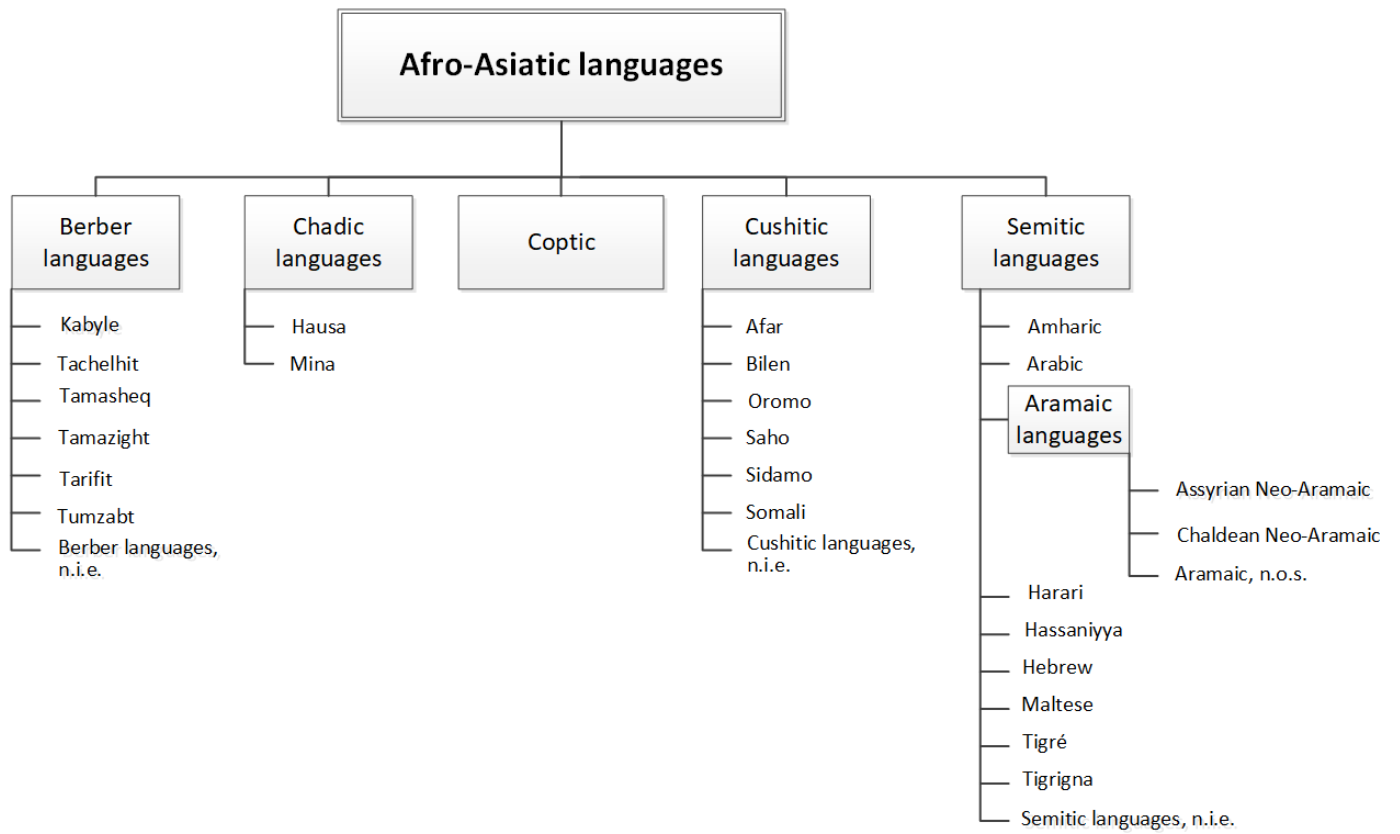 Afro-Asiatic languages
Berber
languages
Kabyle
Tachelhit
Tamasheq
Tamazight
Tarifit
Tumzabt
Berber languages,
n.i.e.
Chadic
languages
Hausa
Mina
Coptic
Cushitic
languages
Afar
Bilen
Oromo
Saho
Sidamo
Somali
Cushitic languages,
n.i.e.
Semitic
languages
Amharic
Arabic
Aramaic
languages
Assyrian Neo-Aramaic
Chaldean Neo-Aramaic
Aramaic, n.o.s.
Harari
Hassaniyya
Hebrew
Maltese
Tigré
Tigrigna
Semitic languages, n.i.e.